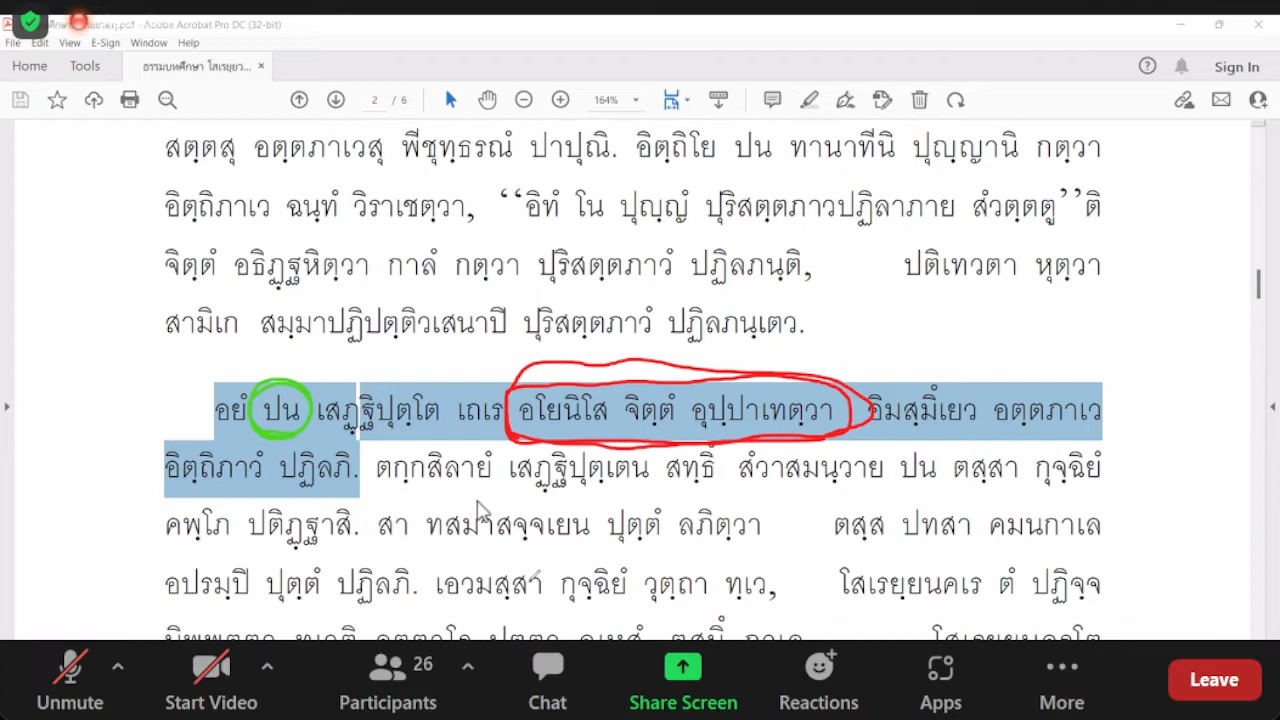 .pdf - Adobe Acrobat Pro DC (32-bit)
File Edit View E-Sign Window Help
Home Tools ธรรมบทศึกษา โสเรยฺยว... × Sign In
2 / 6 164%
สตฺตสุ อตฺตภาเวสุ พีชุทฺธรณํ ปาปุณิ. อิตฺถิโย ปน ทานาทีนิ ปุญฺญานิ กตฺวา
อิตฺถิภาเว ฉนฺทํ วิราเชตฺวา, ‘‘อิทํ โน ปุญฺญํ ปุริสตฺตภาวปฏิลาภาย สํวตฺตตู’’ติ
จิตฺตํ อธิฏฺฐหิตฺวา กาลํ กตฺวา ปุริสตฺตภาวํ ปฏิลภนฺติ, ปติเทวตา หุตฺวา
สามิเก สมฺมาปฏิปตฺติวเสนาปิ ปุริสตฺตภาวํ ปฏิลภนฺเตว.
อยํ ปน เสฏฺฐิปุตฺโต เถเร อโยนิโส จิตฺตํ อุปฺปาเทตฺวา อิมสฺมิํเยว อตฺตภาเว
อิตฺถิภาวํ ปฏิลภิ. ตกฺกสิลายํ เสฏฺฐิปุตฺเตน สทฺธิํ สํวาสมนฺวาย ปน ตสฺสา กุจฺฉิยํ
คพฺโภ ปติฏฺฐาสิ. สา ทสมาสจฺจเยน ปุตฺตํ ลภิตฺวา ตสฺส ปทสา คมนกาเล
อปรมฺปิ ปุตฺตํ ปฏิลภิ. เอวมสฺสา กุจฺฉิยํ วุตฺถา ทฺเว, โสเรยฺยนคเร ตํ ปฏิจฺจ
Unmute Start Video Participants 26 Chat Share Screen Reactions Apps More Leave